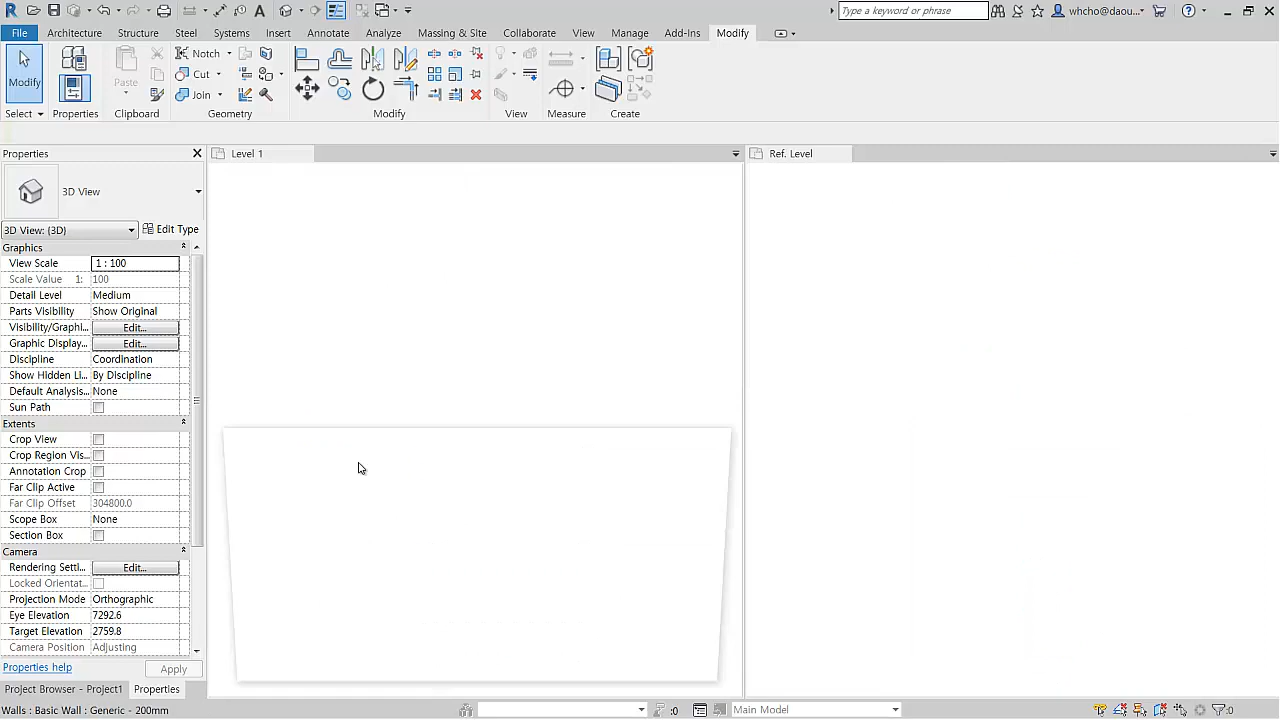 Type a keyword or phrase
whcho@daou...
File Architecture Structure Steel Systems Insert Annotate Analyze Massing & Site Collaborate View Manage Add-Ins Modify
Modify Paste Notch
Cut
Join
Select Properties Clipboard Geometry Modify View Measure Create
Properties
Level 1
Ref. Level
3D View
3D View: {3D} Edit Type
Graphics
View Scale 1 : 100
Scale Value 1: 100
Detail Level Medium
Parts Visibility Show Original
Visibility/Graphi... Edit...
Graphic Display... Edit...
Discipline Coordination
Show Hidden Li... By Discipline
Default Analysis... None
Sun Path
Extents
Crop View
Crop Region Vis...
Annotation Crop
Far Clip Active
Far Clip Offset 304800.0
Scope Box None
Section Box
Camera
Rendering Setti... Edit...
Locked Orientat...
Projection Mode Orthographic
Eye Elevation 7292.6
Target Elevation 2759.8
Camera Position Adjusting
Properties help Apply
Project Browser - Project1 Properties
Walls : Basic Wall : Generic - 200mm :0 Main Model :0